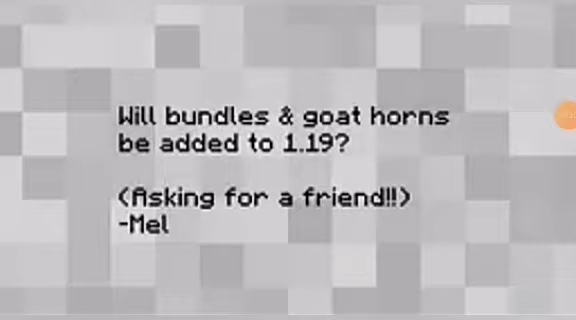 Will bundles & goat horns
be added to 1.19?
(Asking for a friend!!)
-Mel